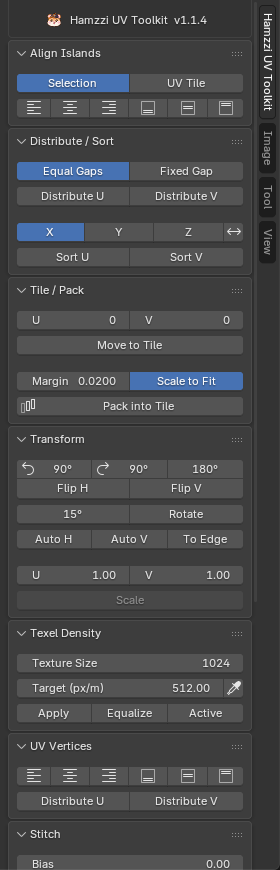 Hamzzi UV Toolkit v1.1.4
Align Islands
Selection UV Tile
Distribute / Sort
Equal Gaps Fixed Gap
Distribute U Distribute V
X Y Z
Sort U Sort V
Tile / Pack
U 0 V 0
Move to Tile
Margin 0.0200 Scale to Fit
Pack into Tile
Transform
90° 90° 180°
Flip H Flip V
15° Rotate
Auto H Auto V To Edge
U 1.00 V 1.00
Scale
Texel Density
Texture Size 1024
Target (px/m) 512.00
Apply Equalize Active
UV Vertices
Distribute U Distribute V
Stitch
Bias 0.00
Hamzzi UV Toolkit
Image
Tool
View